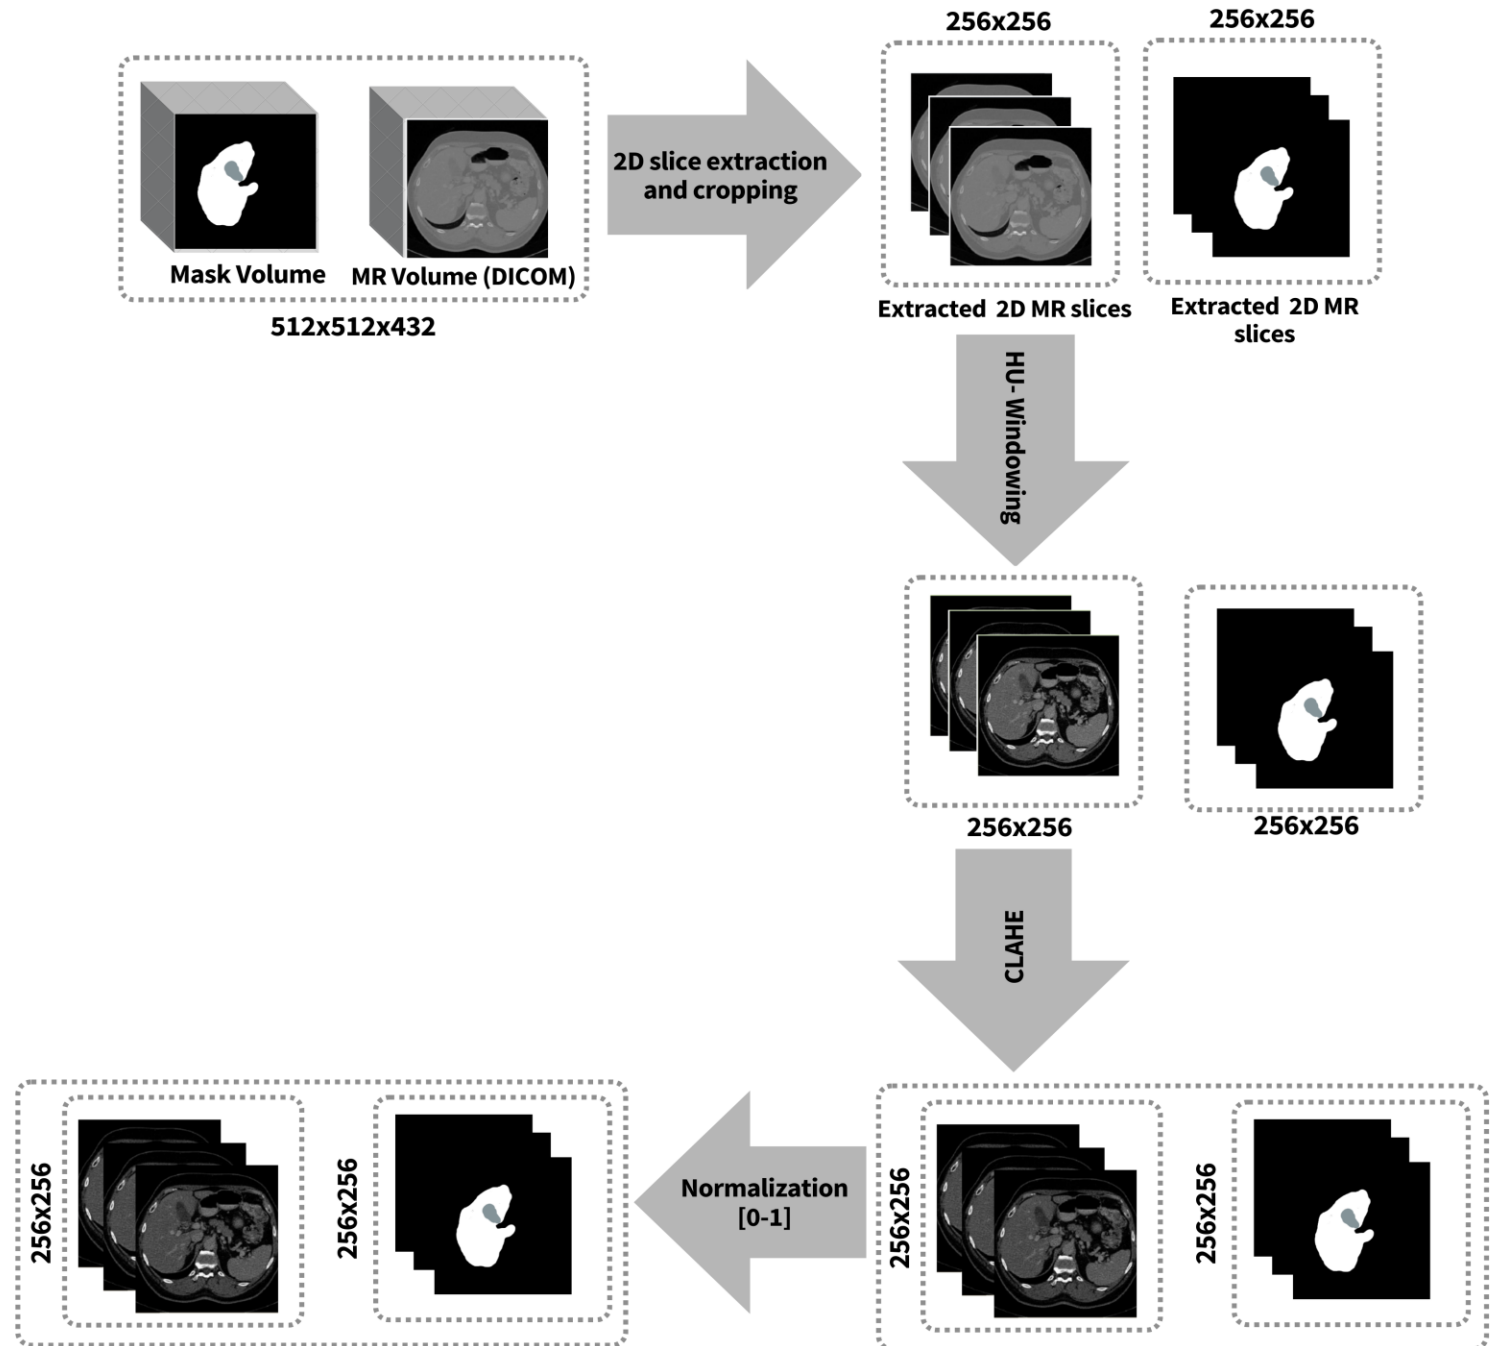 256x256
256x256
2D slice extraction
and cropping
Mask Volume
MR Volume (DICOM)
512x512x432
Extracted 2D MR slices
Extracted 2D MR
slices
HU- Windowing
256x256
256x256
CLAHE
256x256
256x256
Normalization
[0-1]
256x256
256x256